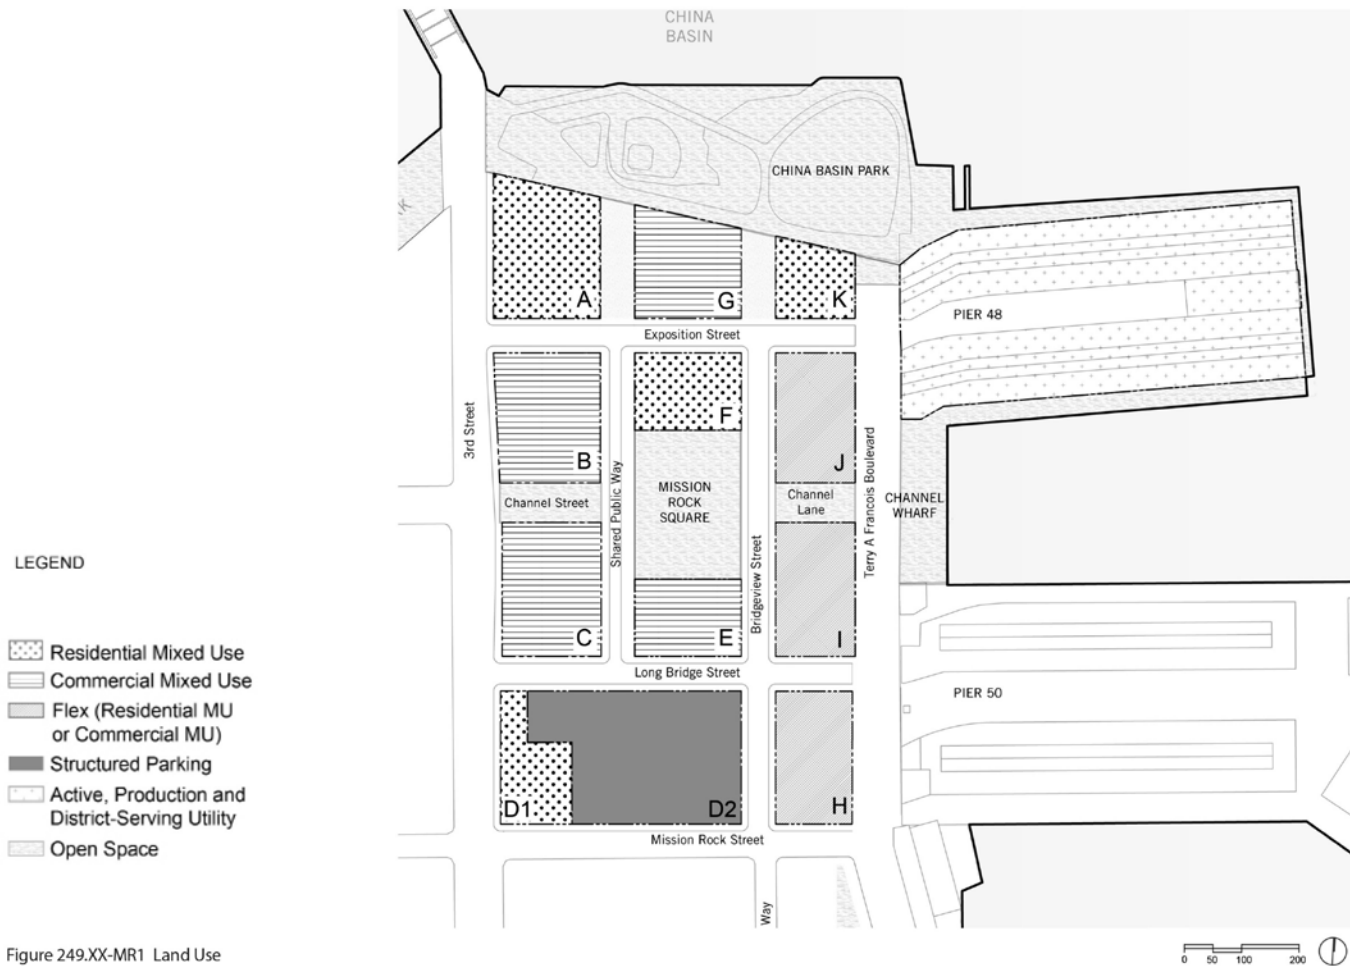 CHINA
BASIN
CHINA BASIN PARK
A
G
K
PIER 48
Exposition Street
3rd Street
B
F
J
Shared Public Way
MISSION
ROCK
SQUARE
Channel Street
Channel
Lane
Terry A Francois Boulevard
CHANNEL
WHARF
Bridgeview Street
C
E
I
Long Bridge Street
PIER 50
D1
D2
H
Mission Rock Street
Way
LEGEND
Residential Mixed Use
Commercial Mixed Use
Flex (Residential MU
or Commercial MU)
Structured Parking
Active, Production and
District-Serving Utility
Open Space
Figure 249.XX-MR1 Land Use
0 50 100 200